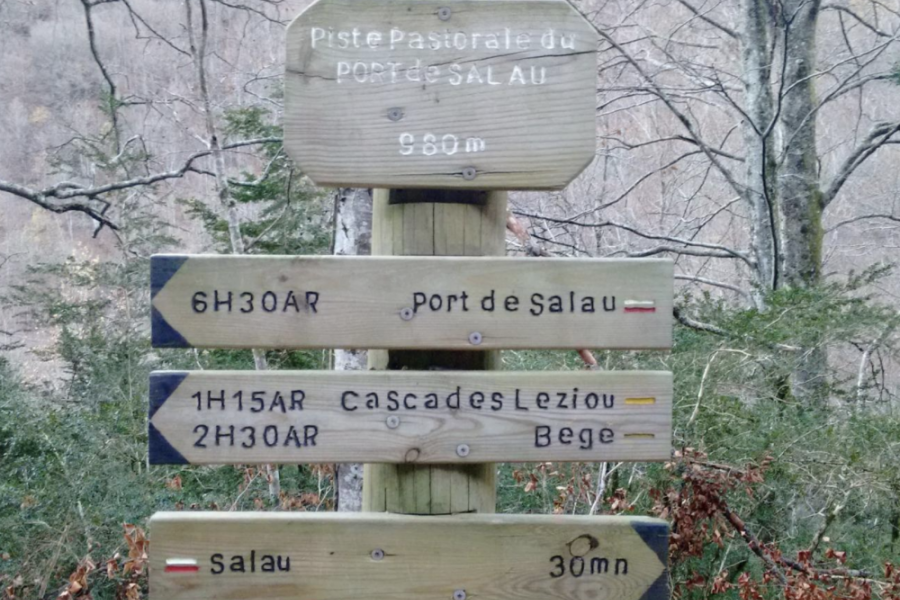 Piste Pastorale du
PORT de SALAU
980m
6H30AR Port de Salau
1H15AR Cascades Leziou
2H30AR Bege
Salau 30mn